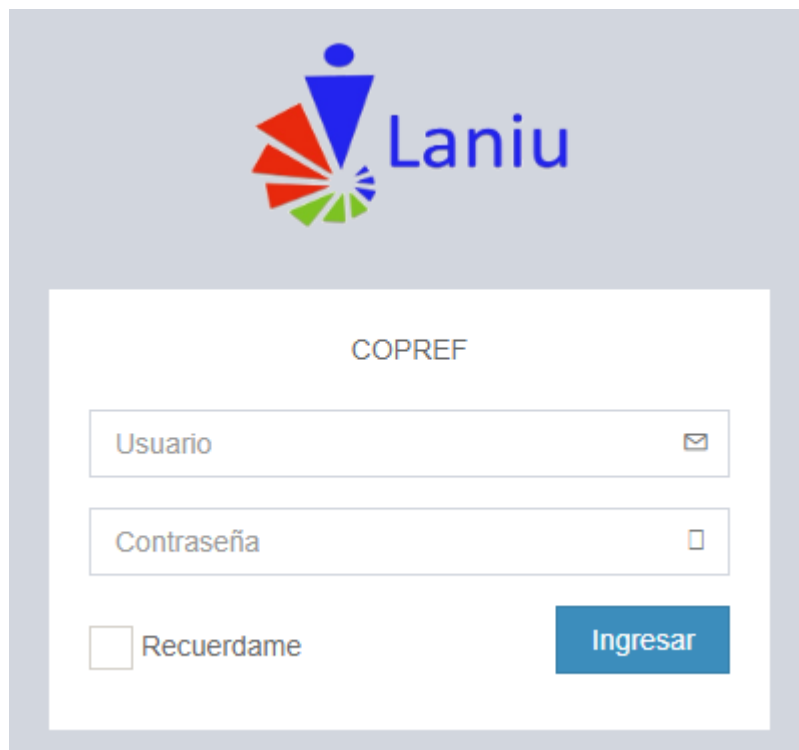 Laniu
COPREF
Usuario
Contraseña
Recuerdame
Ingresar